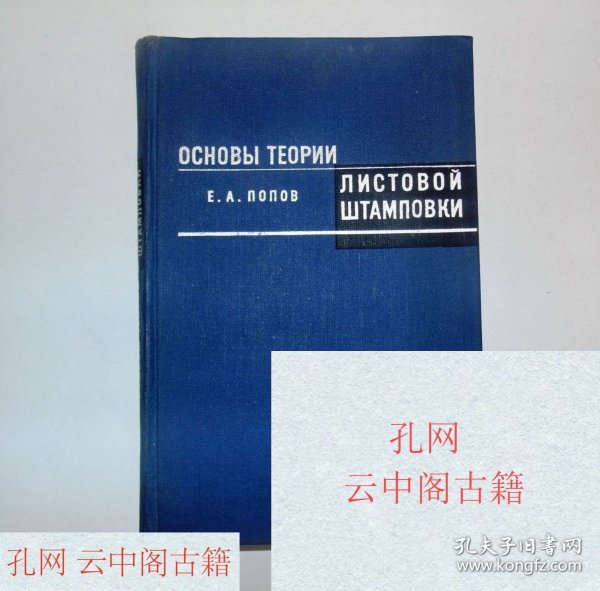 ОСНОВЫ ТЕОРИИ
ЛИСТОВОЙ
ШТАМПОВКИ
Е.А.ПОПОВ
ШТАМПОВКИ
孔网
云中阁古籍
孔网 云中阁古籍
孔夫子旧书网
www.kongfz.com